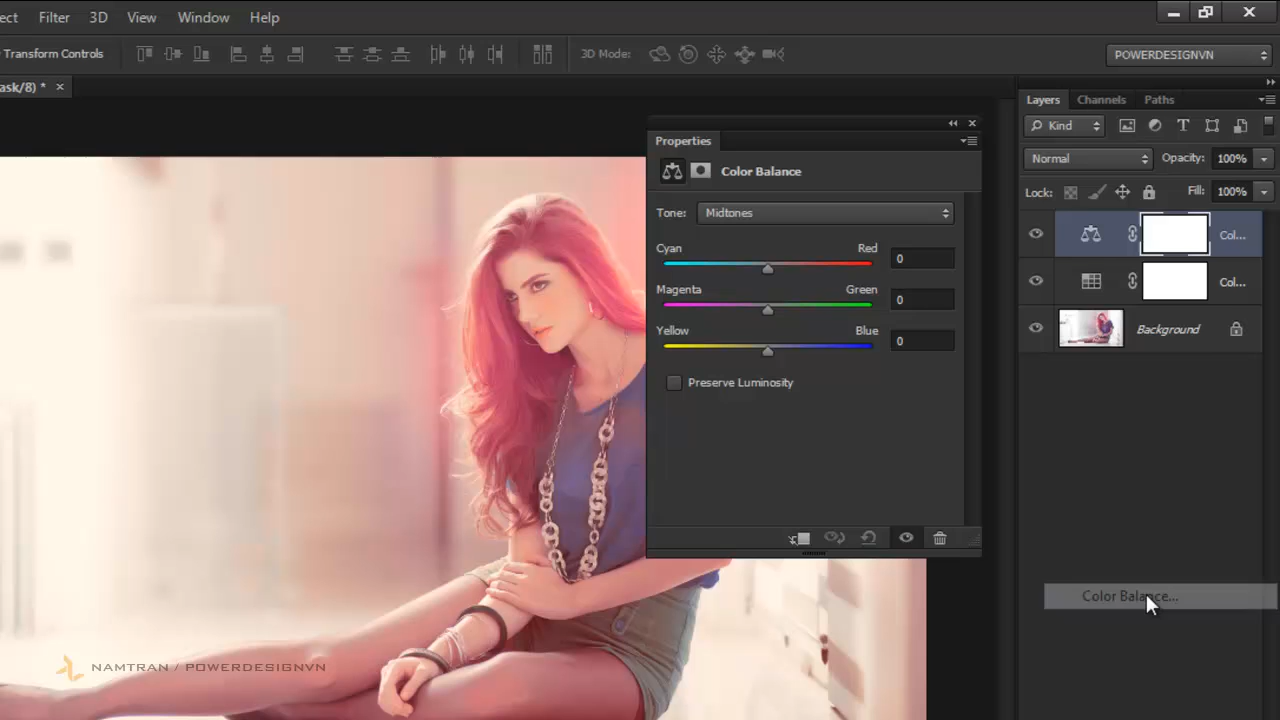 ect Filter 3D View Window Help
Transform Controls 3D Mode: POWERDESIGNVN
ask/8) * ×
Layers Channels Paths
Properties
Kind
Color Balance
Normal Opacity: 100%
Lock: Fill: 100%
Tone: Midtones
Col...
Cyan Red 0
Col...
Magenta Green 0
Yellow Blue 0
Background
Preserve Luminosity
Color Balance...
NAMTRAN / POWERDESIGNVN